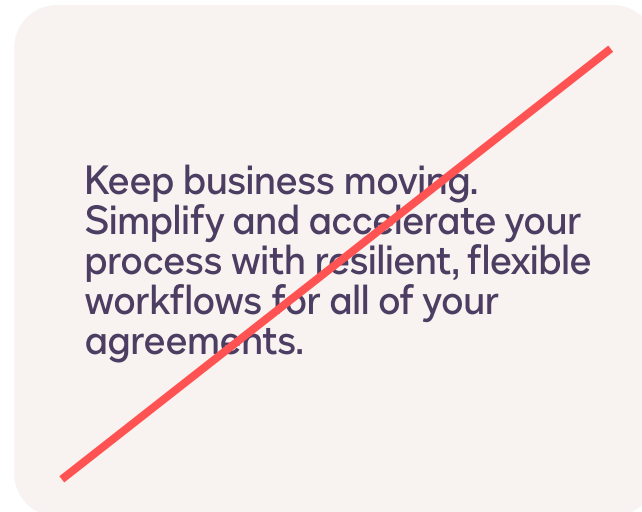 Keep business moving.
Simplify and accelerate your
process with resilient, flexible
workflows for all of your
agreements.